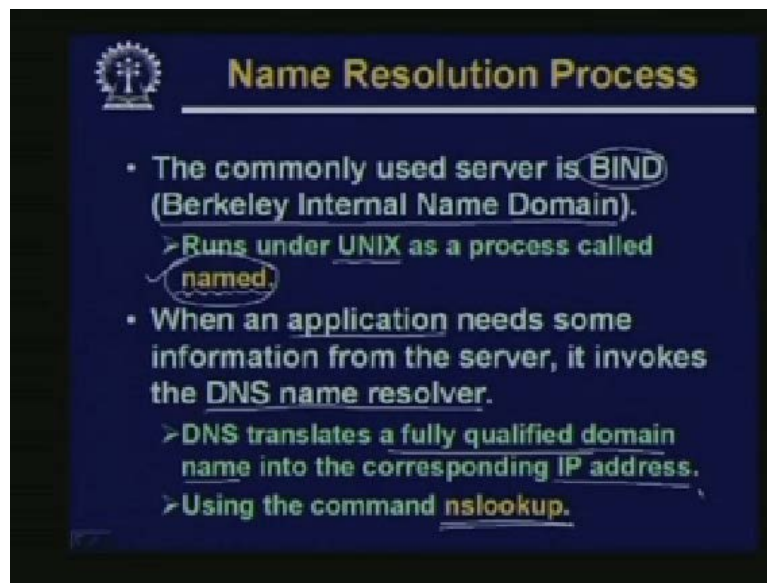 Name Resolution Process
• The commonly used server is BIND
(Berkeley Internal Name Domain).
➢Runs under UNIX as a process called
named.
• When an application needs some
information from the server, it invokes
the DNS name resolver.
➢DNS translates a fully qualified domain
name into the corresponding IP address.
➢Using the command nslookup.